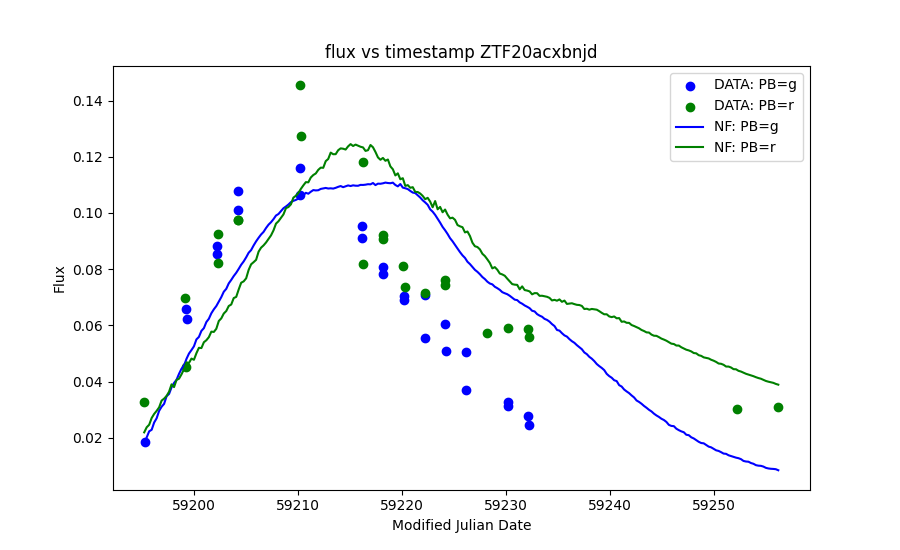 flux vs timestamp ZTF20acxbnjd
DATA: PB=g
DATA: PB=r
NF: PB=g
NF: PB=r
Flux
0.14
0.12
0.10
0.08
0.06
0.04
0.02
59200 59210 59220 59230 59240 59250
Modified Julian Date